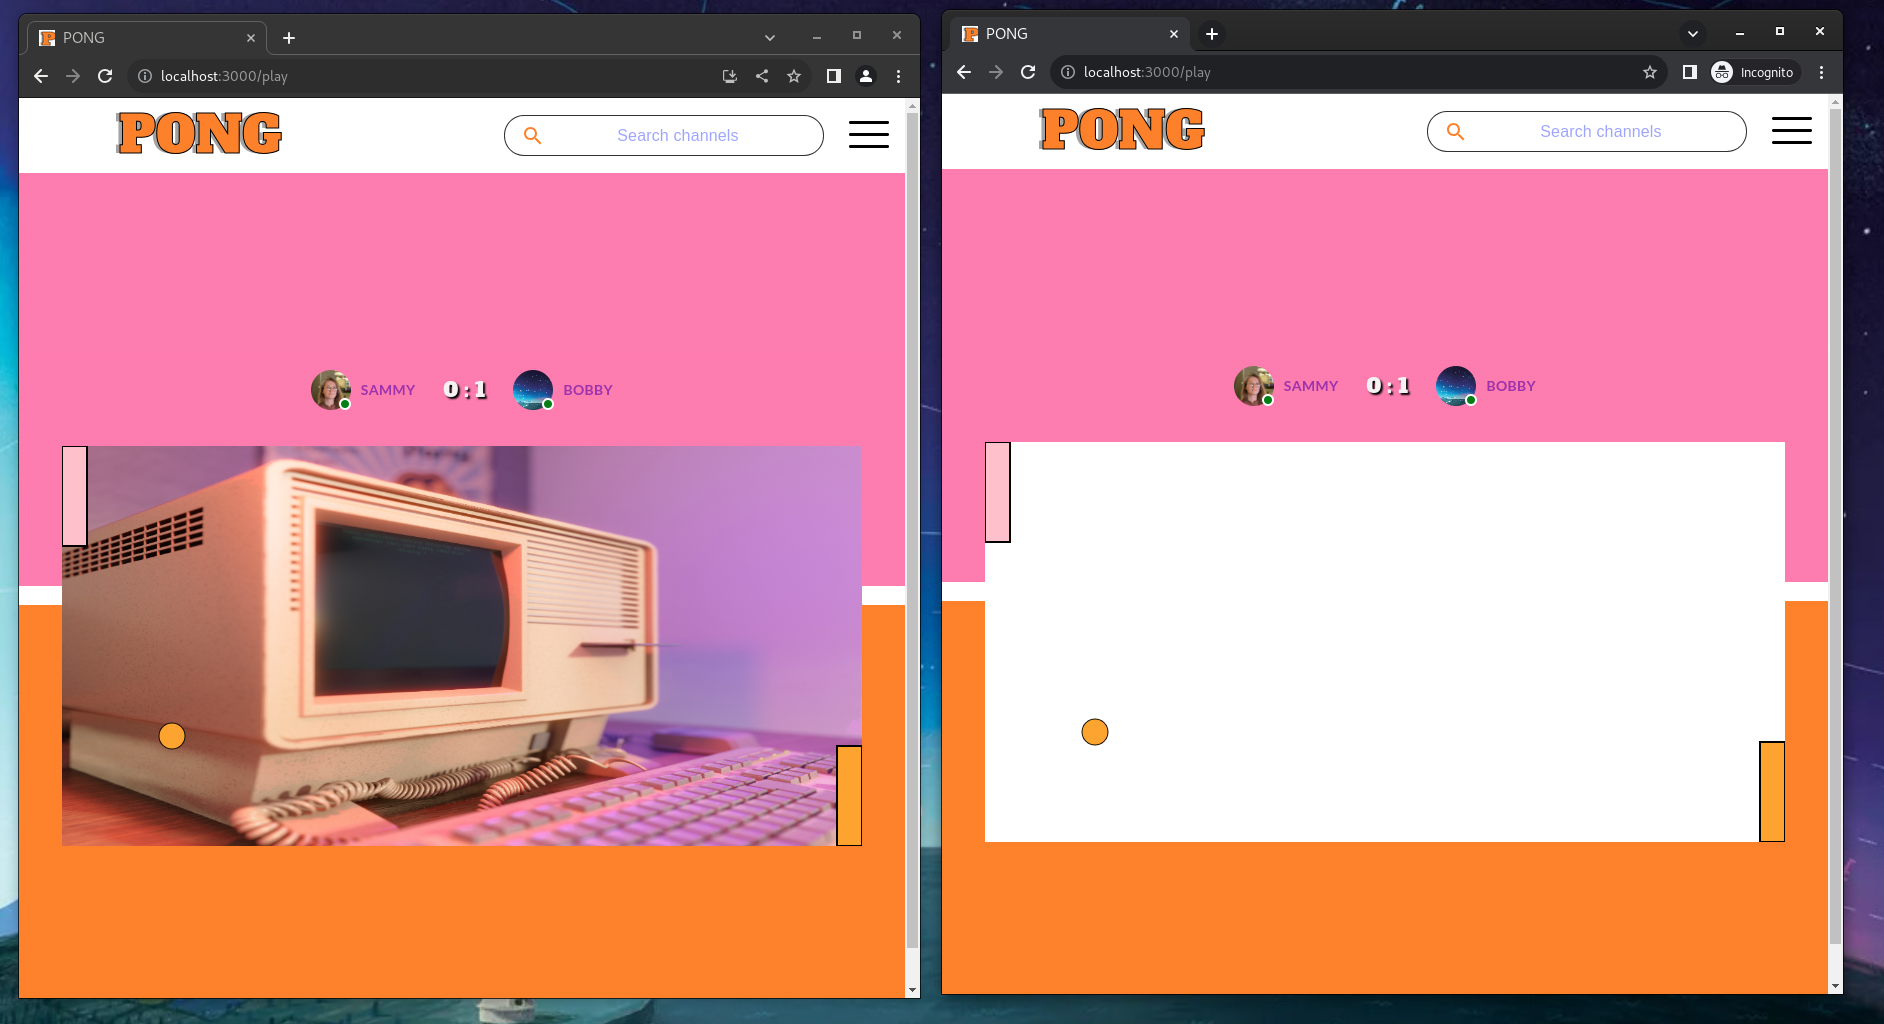 PONG
localhost:3000/play
PONG
Search channels
SAMMY 0:1 BOBBY
PONG
localhost:3000/play
Incognito
PONG
Search channels
SAMMY 0:1 BOBBY